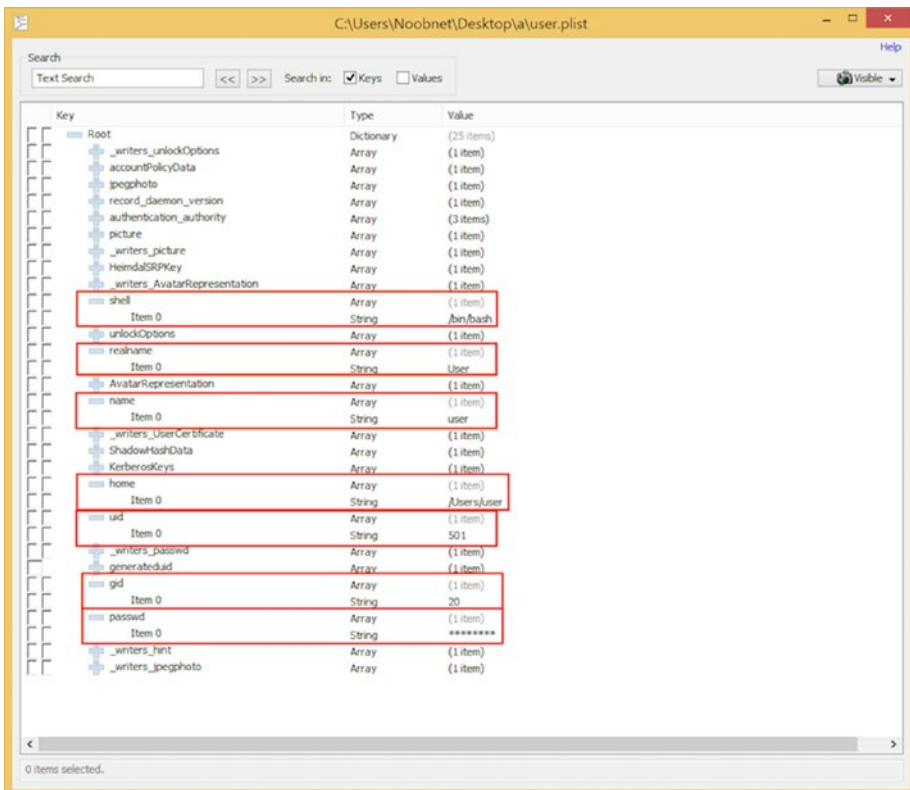 C:\Users\Noobnet\Desktop\a\user.plist
Help
Search
Text Search << >> Search in: Keys Values Visible
Key Type Value
Root Dictionary (25 items)
_writers_unlockOptions Array (1 item)
accountPolicyData Array (1 item)
jpegphoto Array (1 item)
record_daemon_version Array (1 item)
authentication_authority Array (3 items)
picture Array (1 item)
_writers_picture Array (1 item)
HeimdalSRPKey Array (1 item)
_writers_AvatarRepresentation Array (1 item)
shell Array (1 item)
Item 0 String /bin/bash
unlockOptions Array (1 item)
realname Array (1 item)
Item 0 String User
AvatarRepresentation Array (1 item)
name Array (1 item)
Item 0 String user
_writers_UserCertificate Array (1 item)
ShadowHashData Array (1 item)
KerberosKeys Array (1 item)
home Array (1 item)
Item 0 String /Users/user
uid Array (1 item)
Item 0 String 501
_writers_passwd Array (1 item)
generateduid Array (1 item)
gid Array (1 item)
Item 0 String 20
passwd Array (1 item)
Item 0 String ********
_writers_hint Array (1 item)
_writers_jpegphoto Array (1 item)
0 items selected.